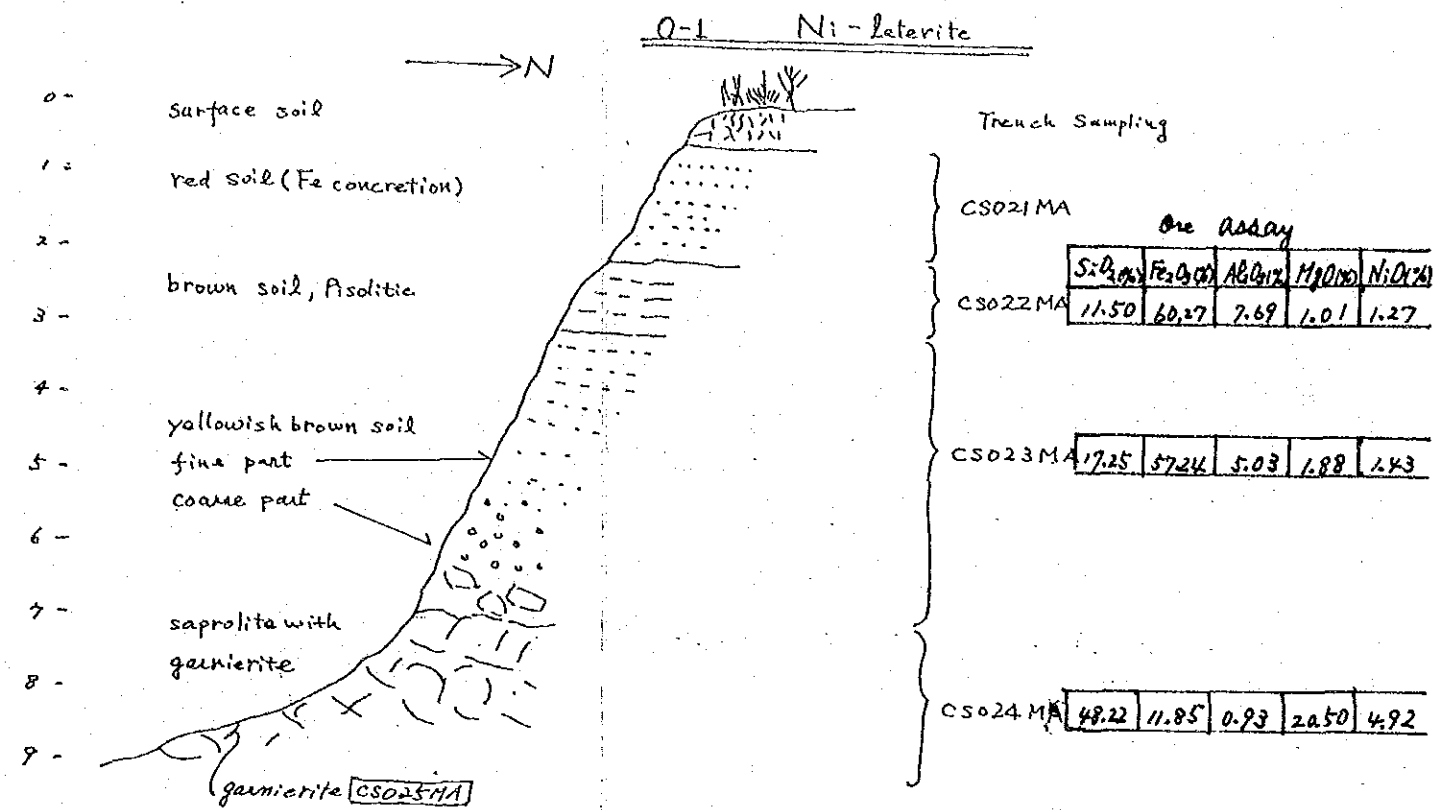 O-1 Ni-laterite
N
0 -
surface soil
Trench Sampling
1 -
red soil (Fe concretion)
CS021MA
2 -
Ore assay
SiO2(%) Fe2O3(%) Al2O3(%) MgO(%) NiO(%)
brown soil, Pisolitic
CS022MA 11.50 60.27 7.69 1.01 1.27
3 -
4 -
yellowish brown soil
5 -
fine part
CS023MA 17.25 57.24 5.03 1.88 1.43
coarse part
6 -
7 -
saprolite with
garnierite
8 -
CS024MA 48.22 11.85 0.93 20.50 4.92
9 -
garnierite CS025MA